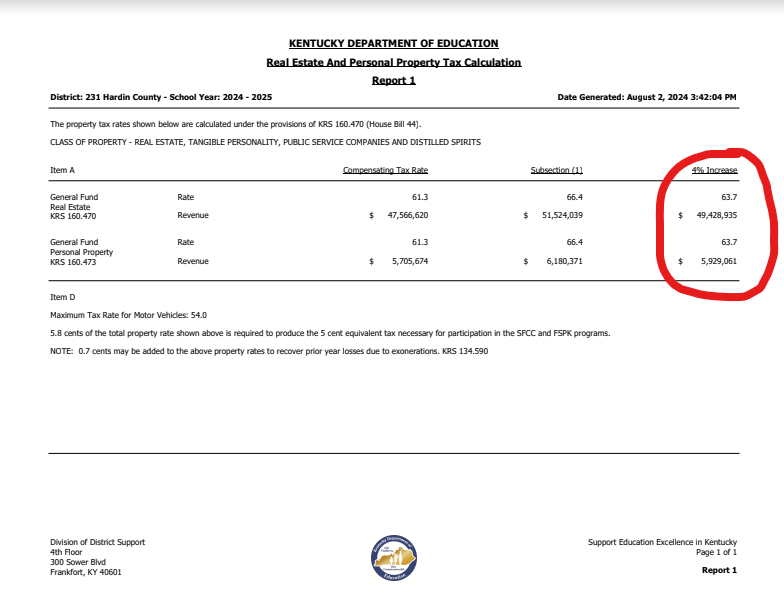 KENTUCKY DEPARTMENT OF EDUCATION
Real Estate And Personal Property Tax Calculation
Report 1
District: 231 Hardin County - School Year: 2024 - 2025 Date Generated: August 2, 2024 3:42:04 PM
The property tax rates shown below are calculated under the provisions of KRS 160.470 (House Bill 44).
CLASS OF PROPERTY - REAL ESTATE, TANGIBLE PERSONALITY, PUBLIC SERVICE COMPANIES AND DISTILLED SPIRITS
Item A Compensating Tax Rate Subsection (1) 4% Increase
General Fund Rate 61.3 66.4 63.7
Real Estate
KRS 160.470 Revenue $ 47,566,620 $ 51,524,039 $ 49,428,935
General Fund Rate 61.3 66.4 63.7
Personal Property
KRS 160.473 Revenue $ 5,705,674 $ 6,180,371 $ 5,929,061
Item D
Maximum Tax Rate for Motor Vehicles: 54.0
5.8 cents of the total property rate shown above is required to produce the 5 cent equivalent tax necessary for participation in the SFCC and FSPK programs.
NOTE: 0.7 cents may be added to the above property rates to recover prior year losses due to exonerations. KRS 134.590
Division of District Support Support Education Excellence in Kentucky
4th Floor Page 1 of 1
300 Sower Blvd
Frankfort, KY 40601 Report 1
Kentucky Department of
Education